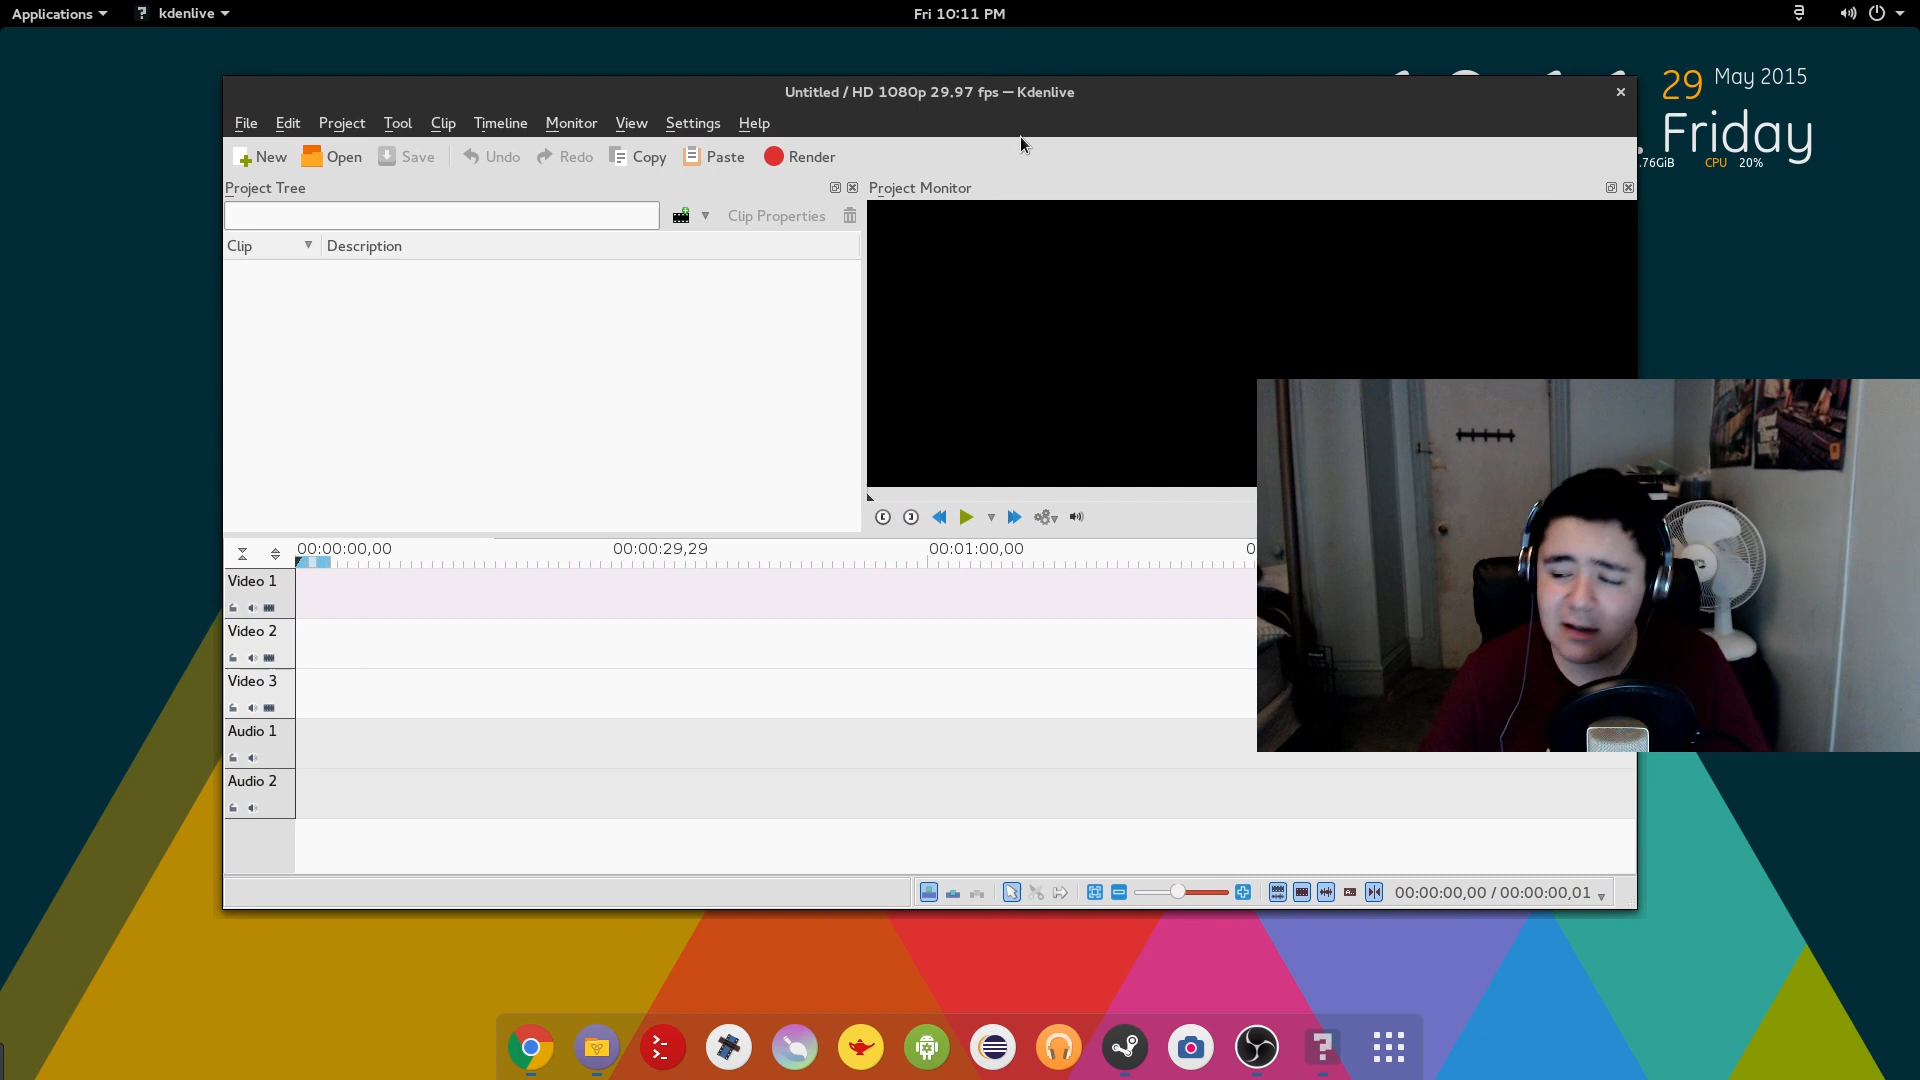 Applications
kdenlive
Fri 10:11 PM
Untitled / HD 1080p 29.97 fps — Kdenlive
29 May 2015
Friday
.76GiB CPU 20%
File Edit Project Tool Clip Timeline Monitor View Settings Help
New Open Save Undo Redo Copy Paste Render
Project Tree
Project Monitor
Clip Properties
Clip Description
00:00:00,00 00:00:29,29 00:01:00,00 0
Video 1
Video 2
Video 3
Audio 1
Audio 2
00:00:00,00 / 00:00:00,01